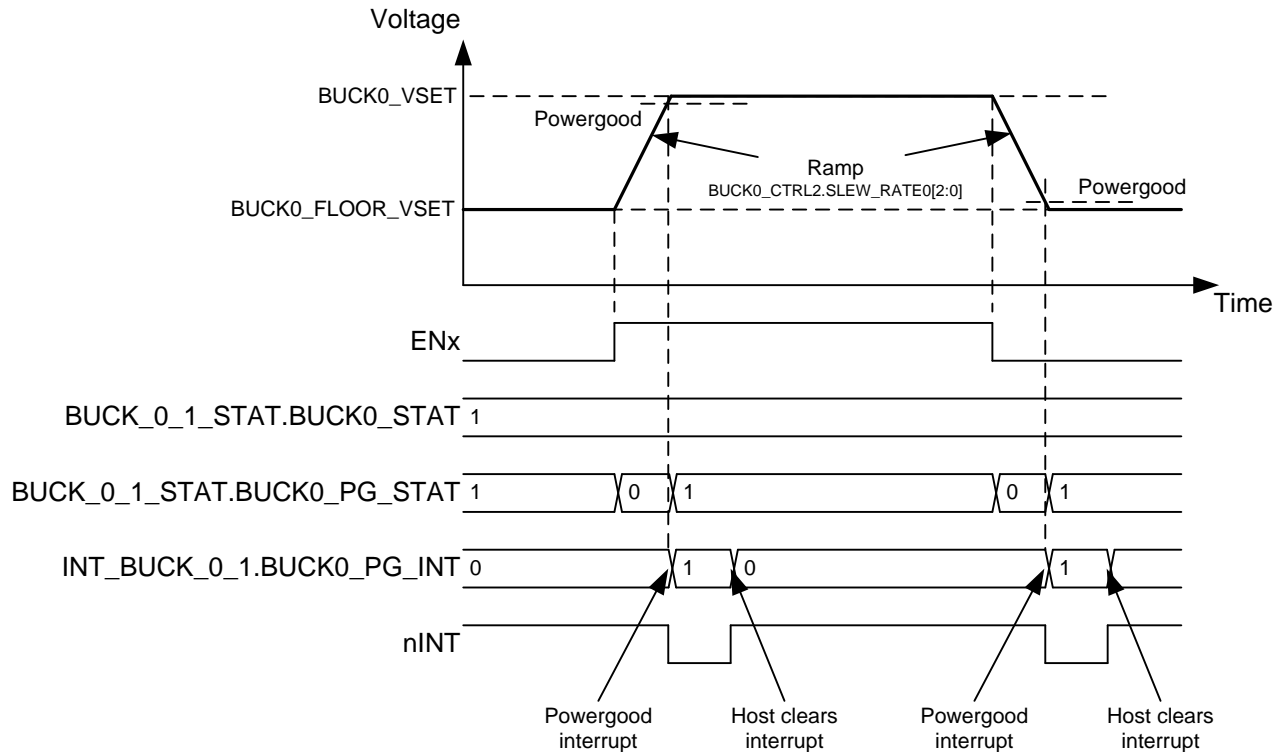 Voltage
BUCK0_VSET
Powergood
Ramp
BUCK0_CTRL2.SLEW_RATE0[2:0]
Powergood
BUCK0_FLOOR_VSET
Time
ENx
BUCK_0_1_STAT.BUCK0_STAT 1
BUCK_0_1_STAT.BUCK0_PG_STAT 1 0 1 0 1
INT_BUCK_0_1.BUCK0_PG_INT 0 1 0 1
nINT
Powergood
interrupt
Host clears
interrupt
Powergood
interrupt
Host clears
interrupt